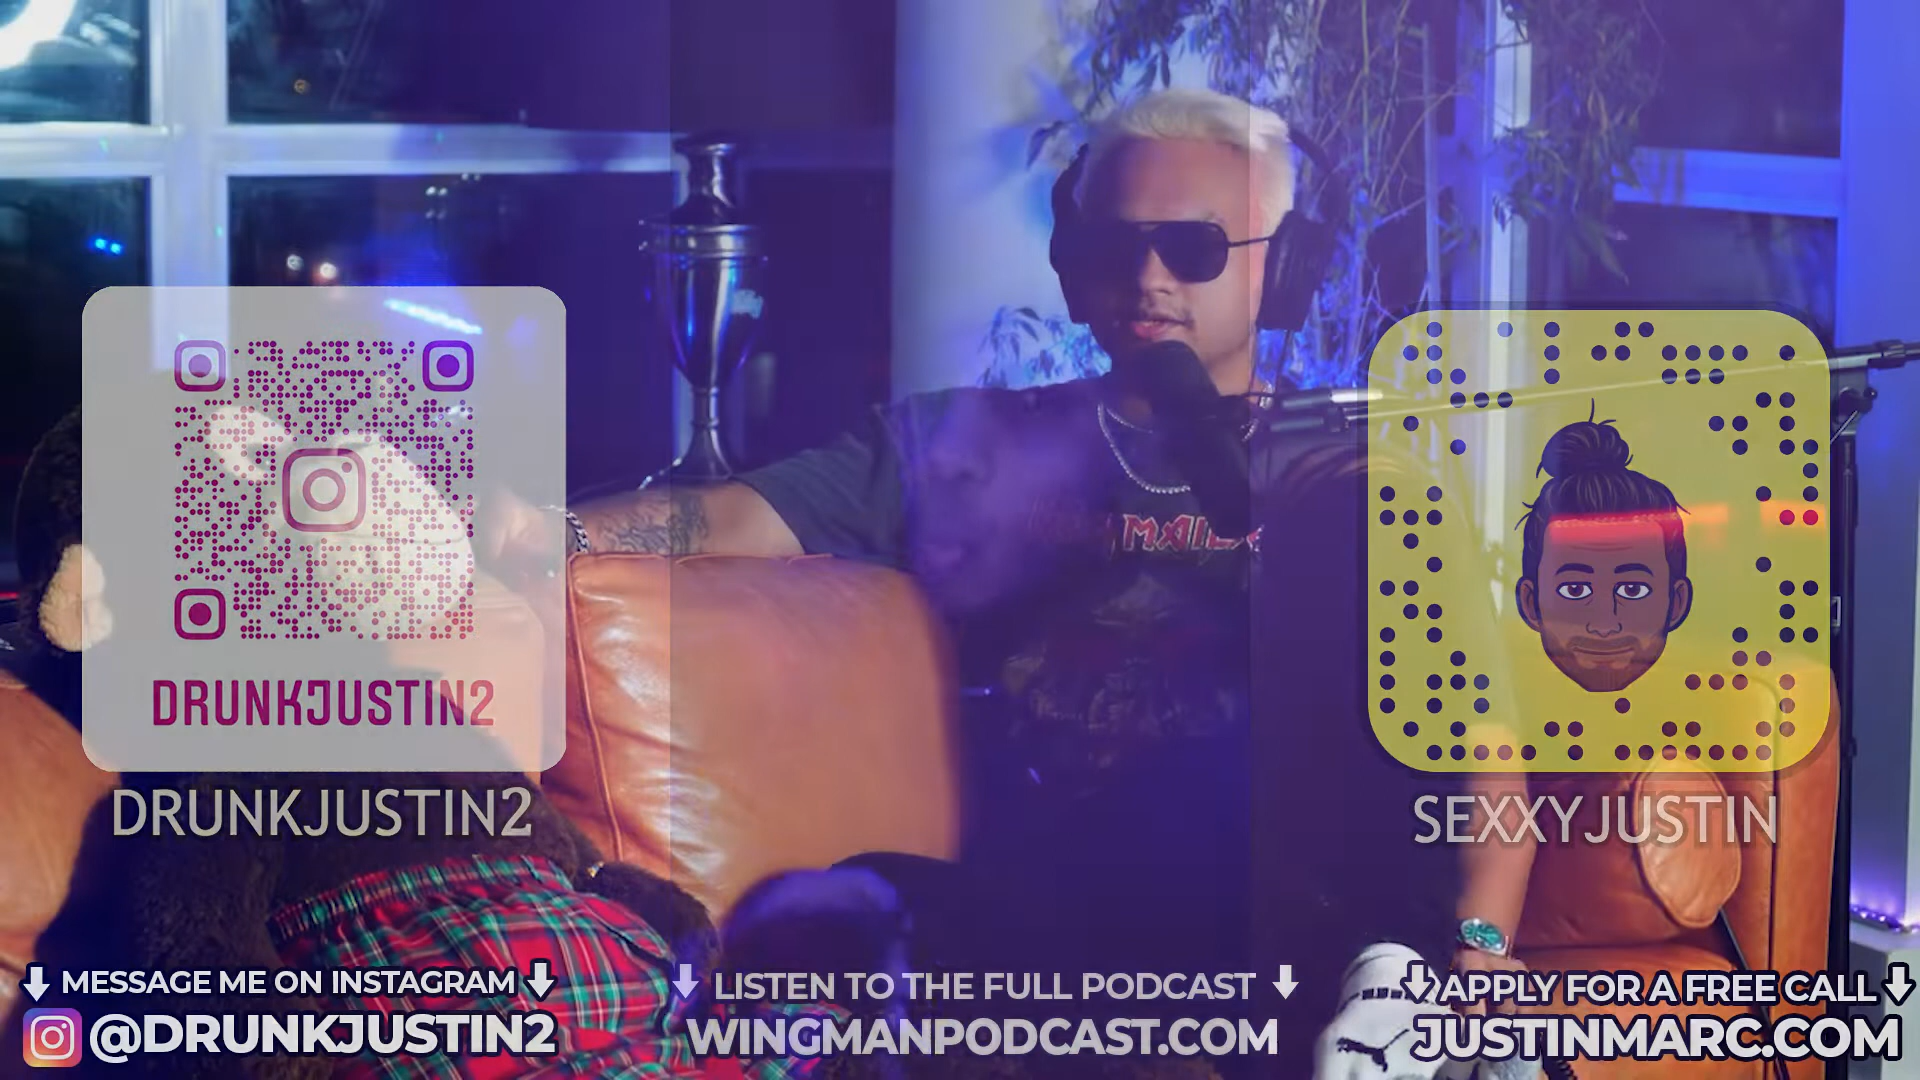 DRUNKJUSTIN2
DRUNKJUSTIN2
SEXXYJUSTIN
MESSAGE ME ON INSTAGRAM
@DRUNKJUSTIN2
LISTEN TO THE FULL PODCAST
WINGMANPODCAST.COM
APPLY FOR A FREE CALL
JUSTINMARC.COM